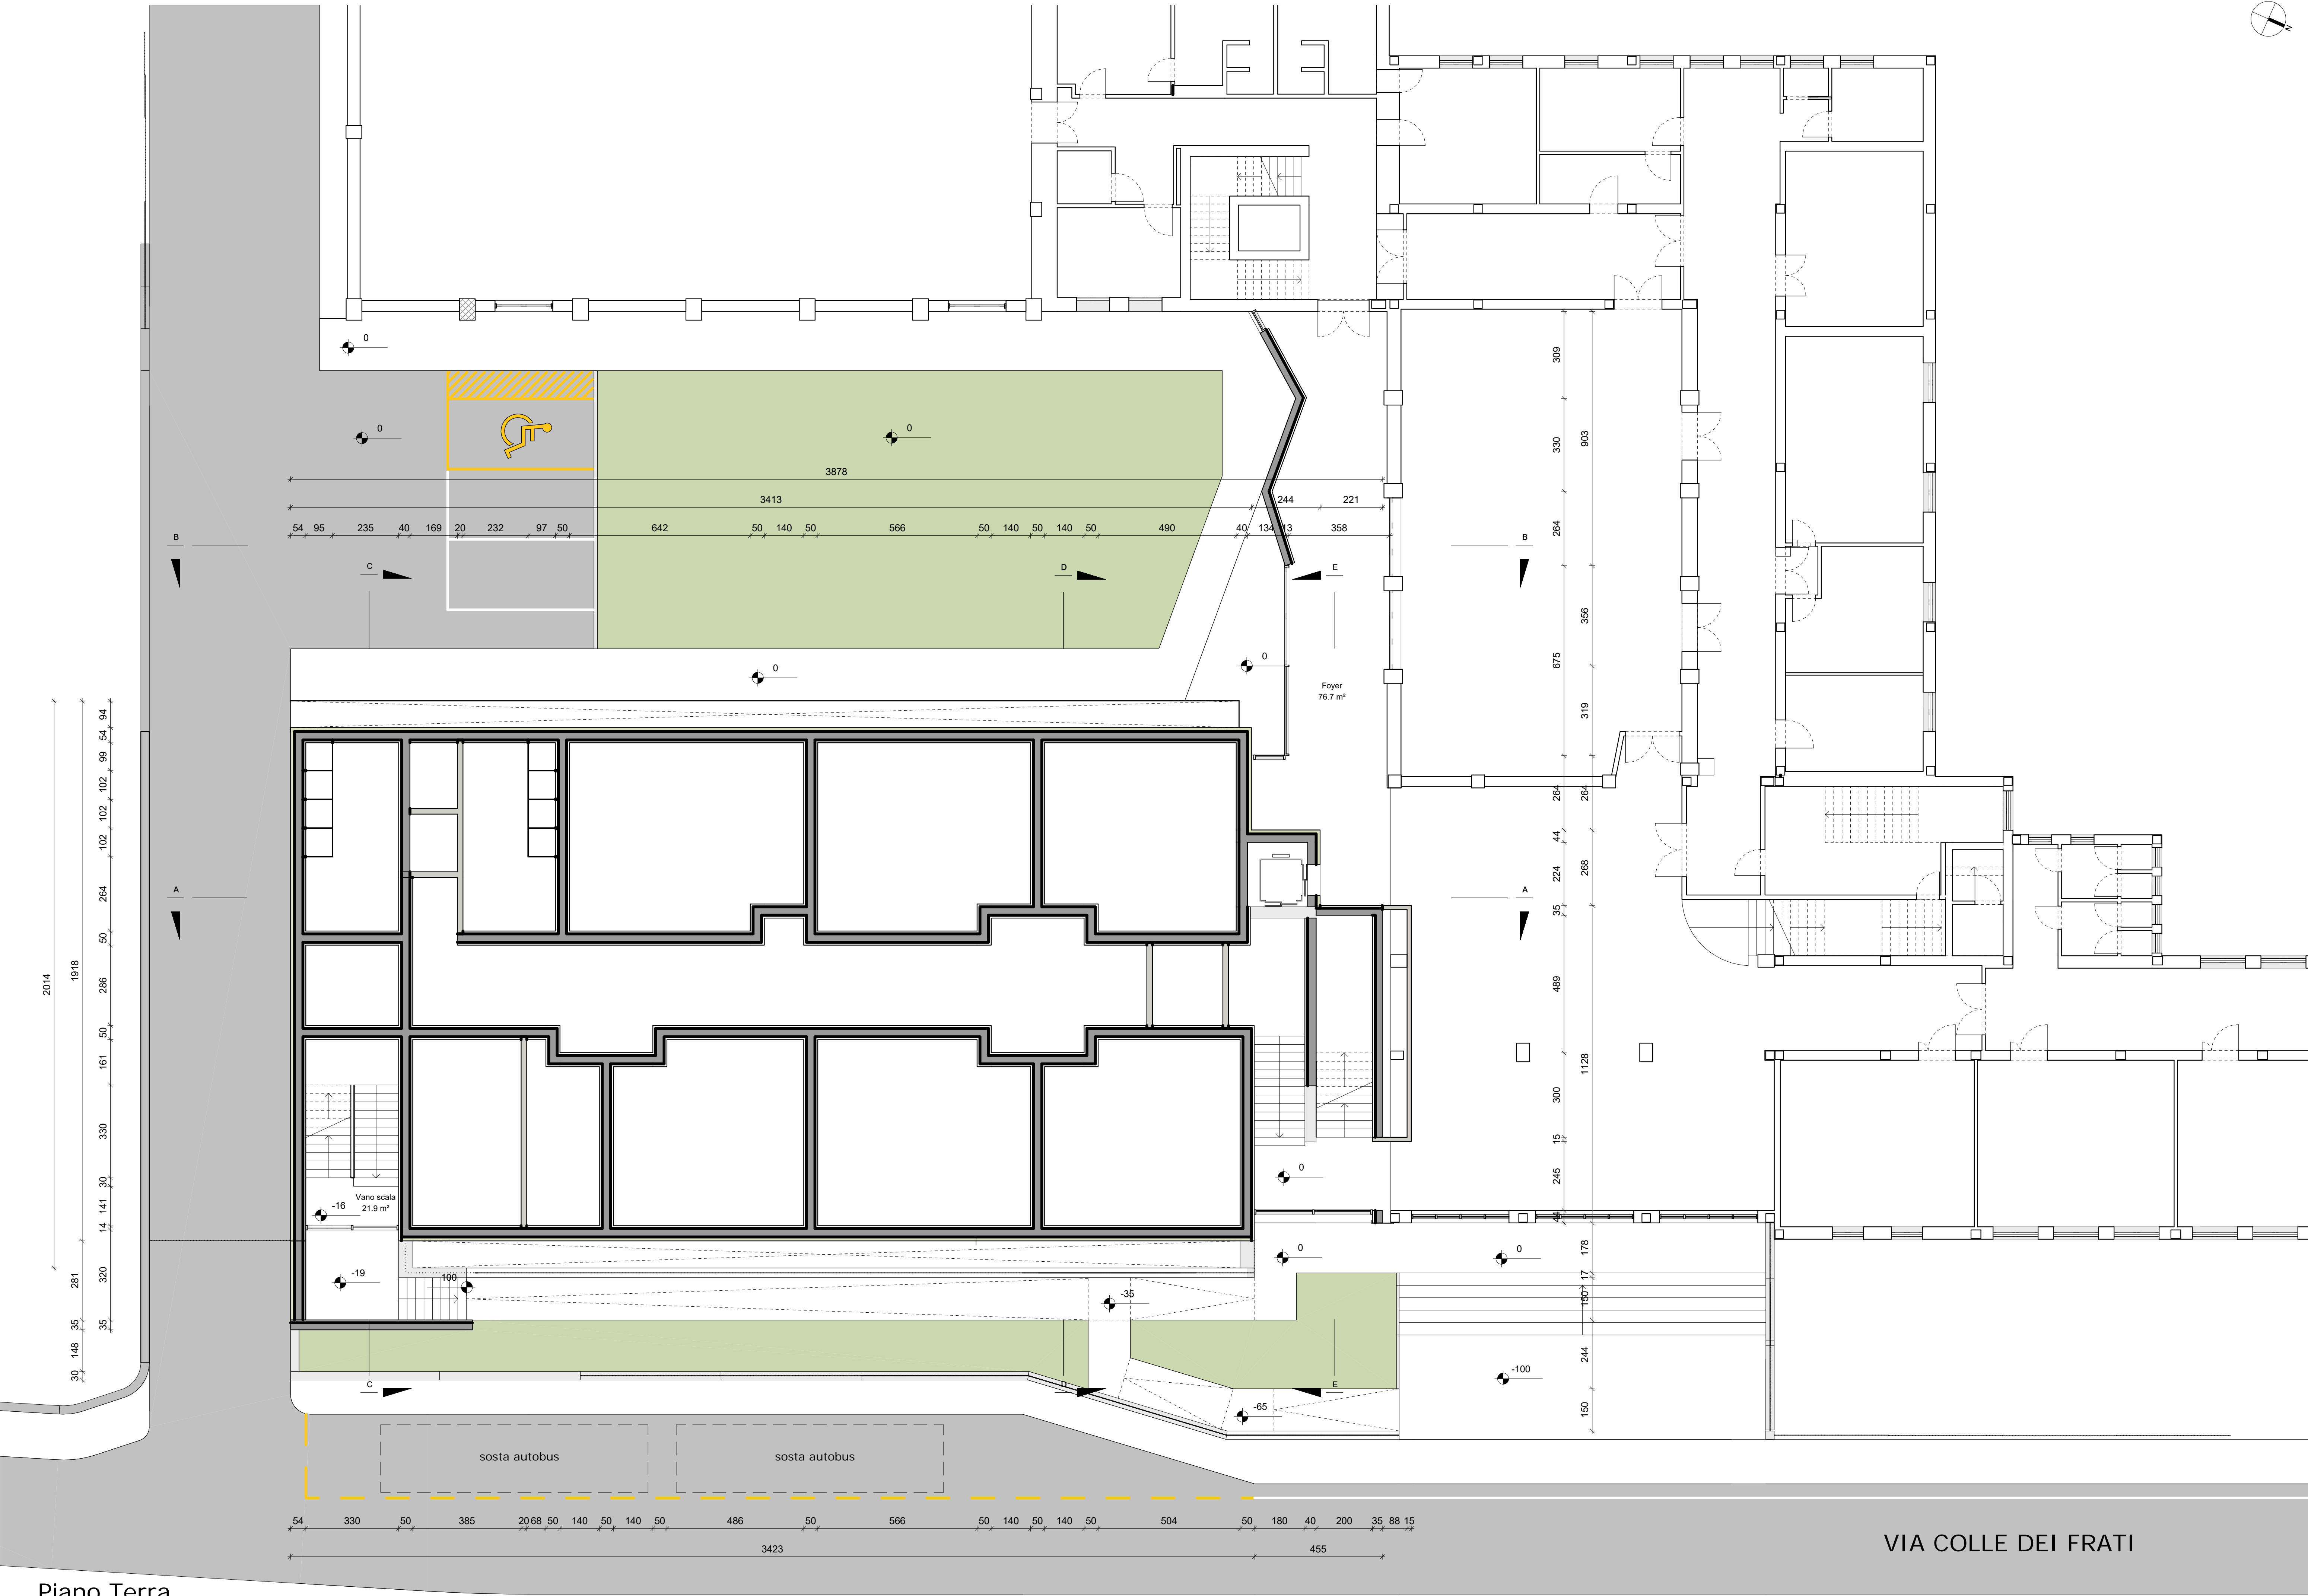 N
0
0
0
3878
3413 244 221
54 95 235 40 169 20 232 97 50 642 50 140 50 566 50 140 50 140 50 490 40 134 13 358
B
B
C
D
E
309
330
264
675
264
44
224
35
489
300
15
245
44
903
356
319
264
268
1128
178
17
150
244
150
0
0
Foyer
76.7 m²
2014
1918
281
35
148
30
94
54
99
102
102
102
264
50
286
50
161
330
30
141
14
320
35
A
A
0
-16
Vano scala
21.9 m²
0
0
-19
100
-35
-100
-65
C
D
E
sosta autobus
sosta autobus
54 330 50 385 20 68 50 140 50 140 50 486 50 566 50 140 50 140 50 504 50 180 40 200 35 88 15
3423 455
VIA COLLE DEI FRATI
Piano Terra